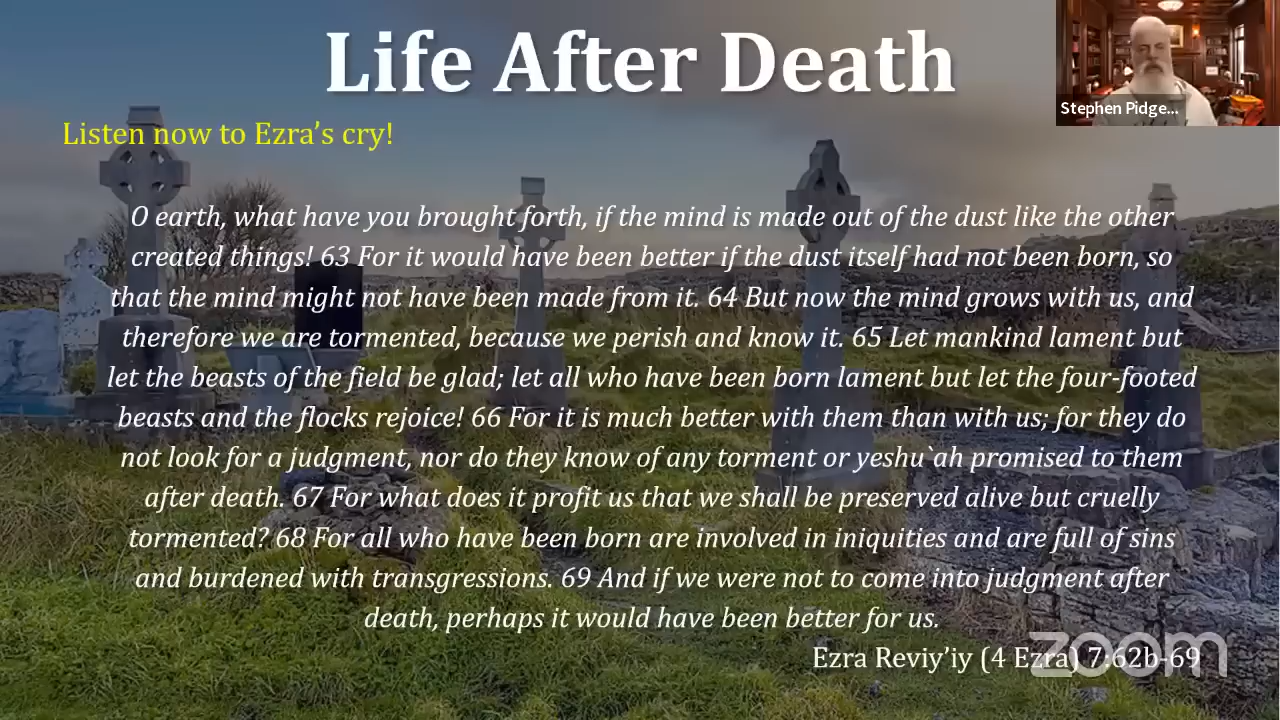 Life After Death
Stephen Pidge...
Listen now to Ezra’s cry!
O earth, what have you brought forth, if the mind is made out of the dust like the other
created things! 63 For it would have been better if the dust itself had not been born, so
that the mind might not have been made from it. 64 But now the mind grows with us, and
therefore we are tormented, because we perish and know it. 65 Let mankind lament but
let the beasts of the field be glad; let all who have been born lament but let the four-footed
beasts and the flocks rejoice! 66 For it is much better with them than with us; for they do
not look for a judgment, nor do they know of any torment or yeshu`ah promised to them
after death. 67 For what does it profit us that we shall be preserved alive but cruelly
tormented? 68 For all who have been born are involved in iniquities and are full of sins
and burdened with transgressions. 69 And if we were not to come into judgment after
death, perhaps it would have been better for us.
Ezra Reviy’iy (4 Ezra) 7:62b-69
zoom